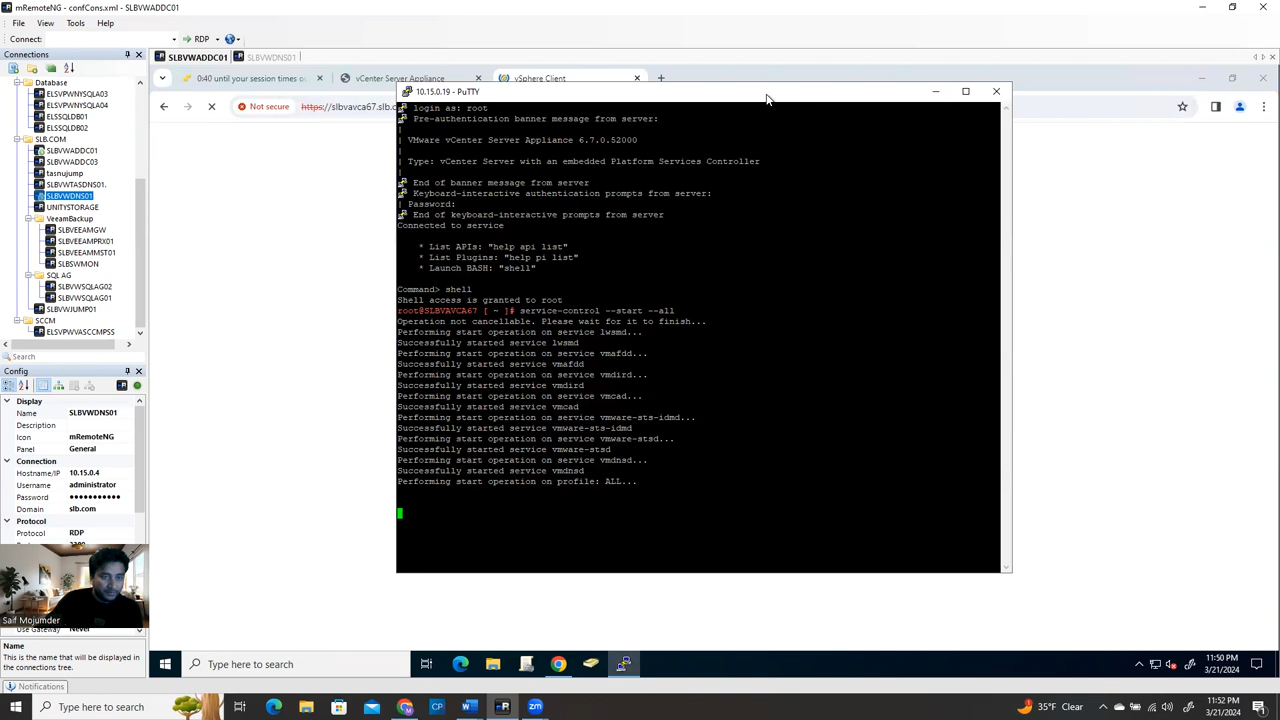 mRemoteNG - confCons.xml - SLBVWADDC01
File View Tools Help
Connect: RDP
Connections
SLBVWADDC01
SLBVWDNS01
Database
ELSVPWNYSQLA03
ELSVPWNYSQLA04
ELSSQLDB01
ELSSQLDB02
SLB.COM
SLBVWADDC01
SLBVWADDC03
tasnujump
SLBVWTASDNS01.
SLBVWDNS01
UNITYSTORAGE
VeeamBackup
SLBVEEAMGW
SLBVEEAMPRX01
SLBVEEAMMST01
SLBSWMON
SQL AG
SLBVWSQLAG02
SLBVWSQLAG01
SLBVWJUMP01
SCCM
ELSVPWVASCCMPSS
Search
Config
Display
Name SLBVWDNS01
Description
Icon mRemoteNG
Panel General
Connection
Hostname/IP 10.15.0.4
Username administrator
Password ●●●●●●●●●●●
Domain slb.com
Protocol
Protocol RDP
Saif Mojumder
Use Gateway Never
Name
This is the name that will be displayed in
the connections tree.
Notifications
0:40 until your session times o
vCenter Server Appliance
vSphere Client
Not secure
https://slbvavca67.slb.c
10.15.0.19 - PuTTY
login as: root
Pre-authentication banner message from server:
|
| VMware vCenter Server Appliance 6.7.0.52000
|
| Type: vCenter Server with an embedded Platform Services Controller
|
End of banner message from server
Keyboard-interactive authentication prompts from server:
| Password:
End of keyboard-interactive prompts from server
Connected to service
* List APIs: "help api list"
* List Plugins: "help pi list"
* Launch BASH: "shell"
Command> shell
Shell access is granted to root
root@SLBVAVCA67 [ ~ ]# service-control --start --all
Operation not cancellable. Please wait for it to finish...
Performing start operation on service lwsmd...
Successfully started service lwsmd
Performing start operation on service vmafdd...
Successfully started service vmafdd
Performing start operation on service vmdird...
Successfully started service vmdird
Performing start operation on service vmcad...
Successfully started service vmcad
Performing start operation on service vmware-sts-idmd...
Successfully started service vmware-sts-idmd
Performing start operation on service vmware-stsd...
Successfully started service vmware-stsd
Performing start operation on service vmdnsd...
Successfully started service vmdnsd
Performing start operation on profile: ALL...
Type here to search
11:50 PM
3/21/2024
Type here to search
35°F Clear
11:52 PM
3/21/2024